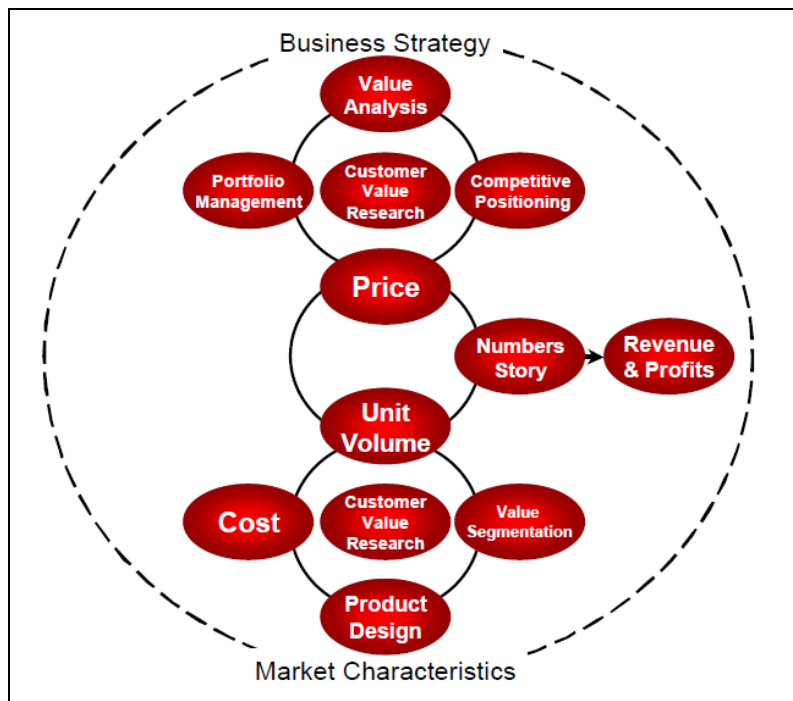 Business Strategy
Value
Analysis
Portfolio
Management
Customer
Value
Research
Competitive
Positioning
Price
Numbers
Story
Revenue
& Profits
Unit
Volume
Cost
Customer
Value
Research
Value
Segmentation
Product
Design
Market Characteristics